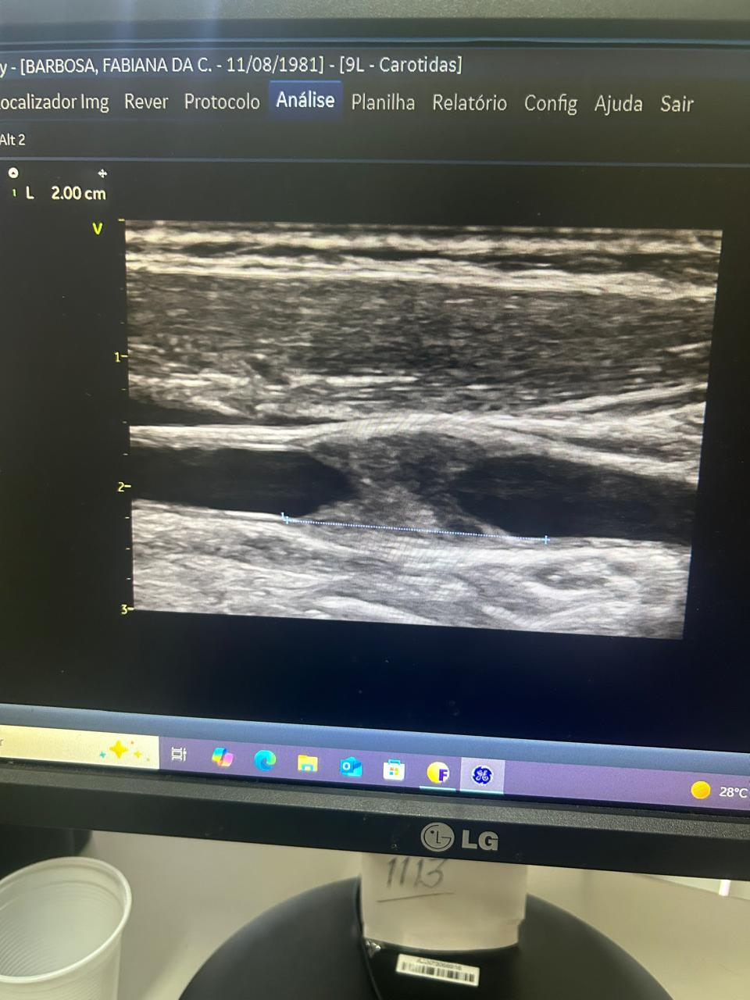 y - [BARBOSA, FABIANA DA C. - 11/08/1981] - [9L - Carotidas]
ocalizador Img Rever Protocolo Análise Planilha Relatório Config Ajuda Sair
Alt 2
1 L 2.00 cm
V
1
2
3
r
F
28°C
LG
1113